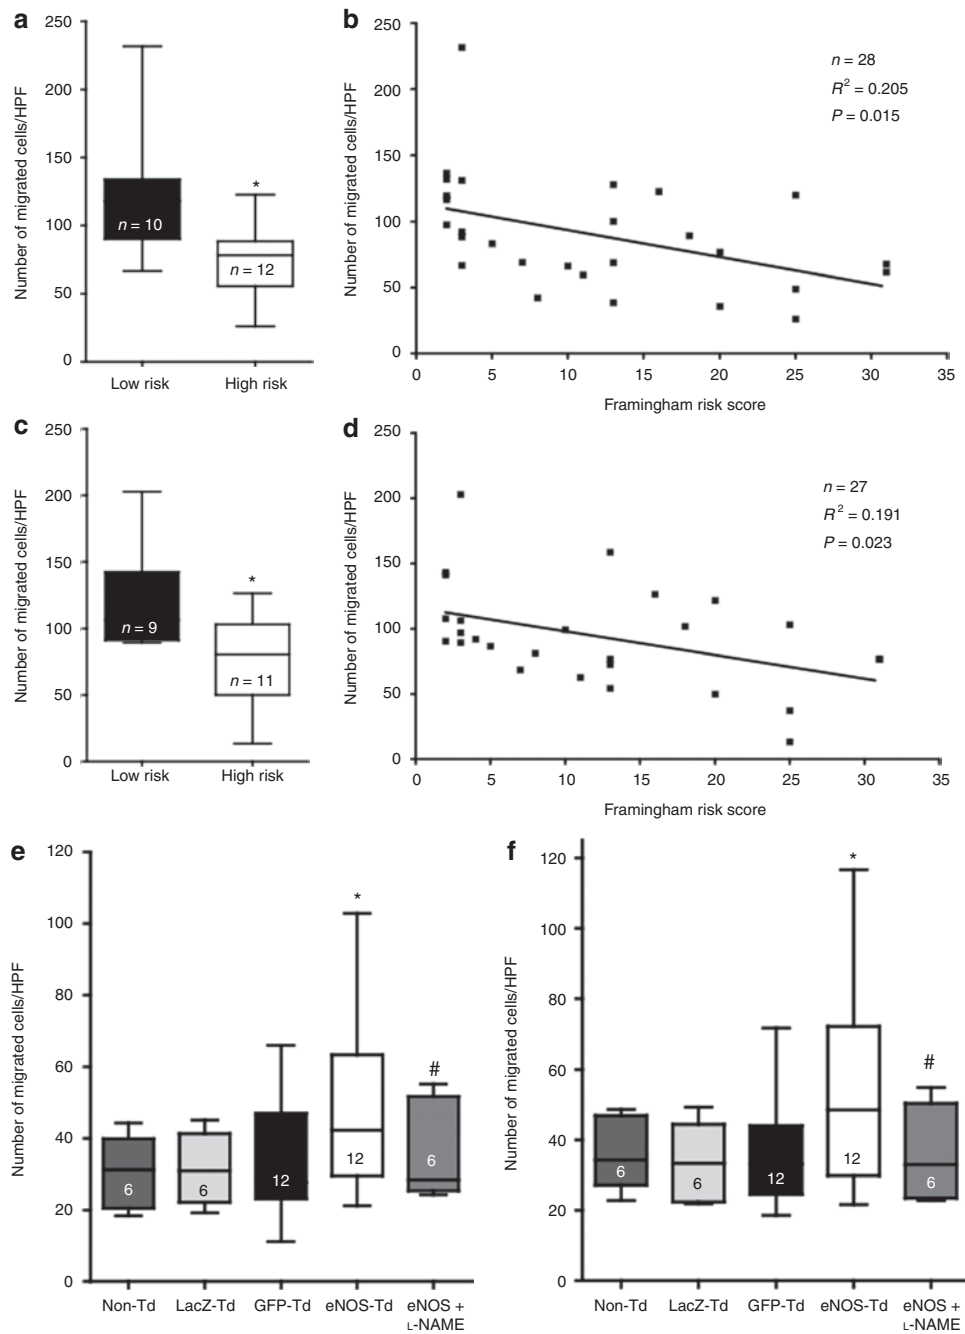 a
250
200
150
100
50
0
Number of migrated cells/HPF
n = 10
*
n = 12
Low risk
High risk
b
250
200
150
100
50
0
Number of migrated cells/HPF
n = 28
R² = 0.205
P = 0.015
0 5 10 15 20 25 30 35
Framingham risk score
c
250
200
150
100
50
0
Number of migrated cells/HPF
n = 9
*
n = 11
Low risk
High risk
d
250
200
150
100
50
0
Number of migrated cells/HPF
n = 27
R² = 0.191
P = 0.023
0 5 10 15 20 25 30 35
Framingham risk score
e
120
100
80
60
40
20
0
Number of migrated cells/HPF
*
#
6
6
12
12
6
Non-Td
LacZ-Td
GFP-Td
eNOS-Td
eNOS +
L-NAME
f
120
100
80
60
40
20
0
Number of migrated cells/HPF
*
#
6
6
12
12
6
Non-Td
LacZ-Td
GFP-Td
eNOS-Td
eNOS +
L-NAME